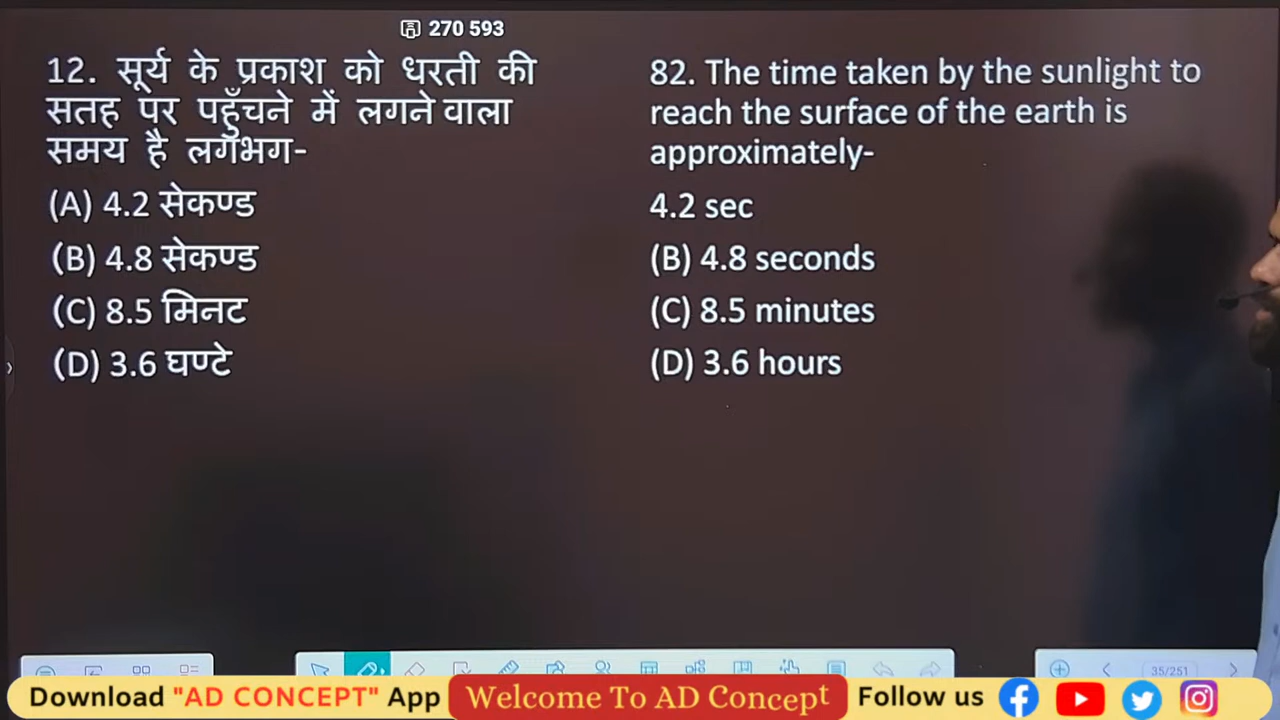 270 593
12. सूर्य के प्रकाश को धरती की
सतह पर पहुँचने में लगने वाला
समय है लगभग-
(A) 4.2 सेकण्ड
(B) 4.8 सेकण्ड
(C) 8.5 मिनट
(D) 3.6 घण्टे
82. The time taken by the sunlight to
reach the surface of the earth is
approximately-
4.2 sec
(B) 4.8 seconds
(C) 8.5 minutes
(D) 3.6 hours
35/251
Download "AD CONCEPT" App
Welcome To AD Concept
Follow us